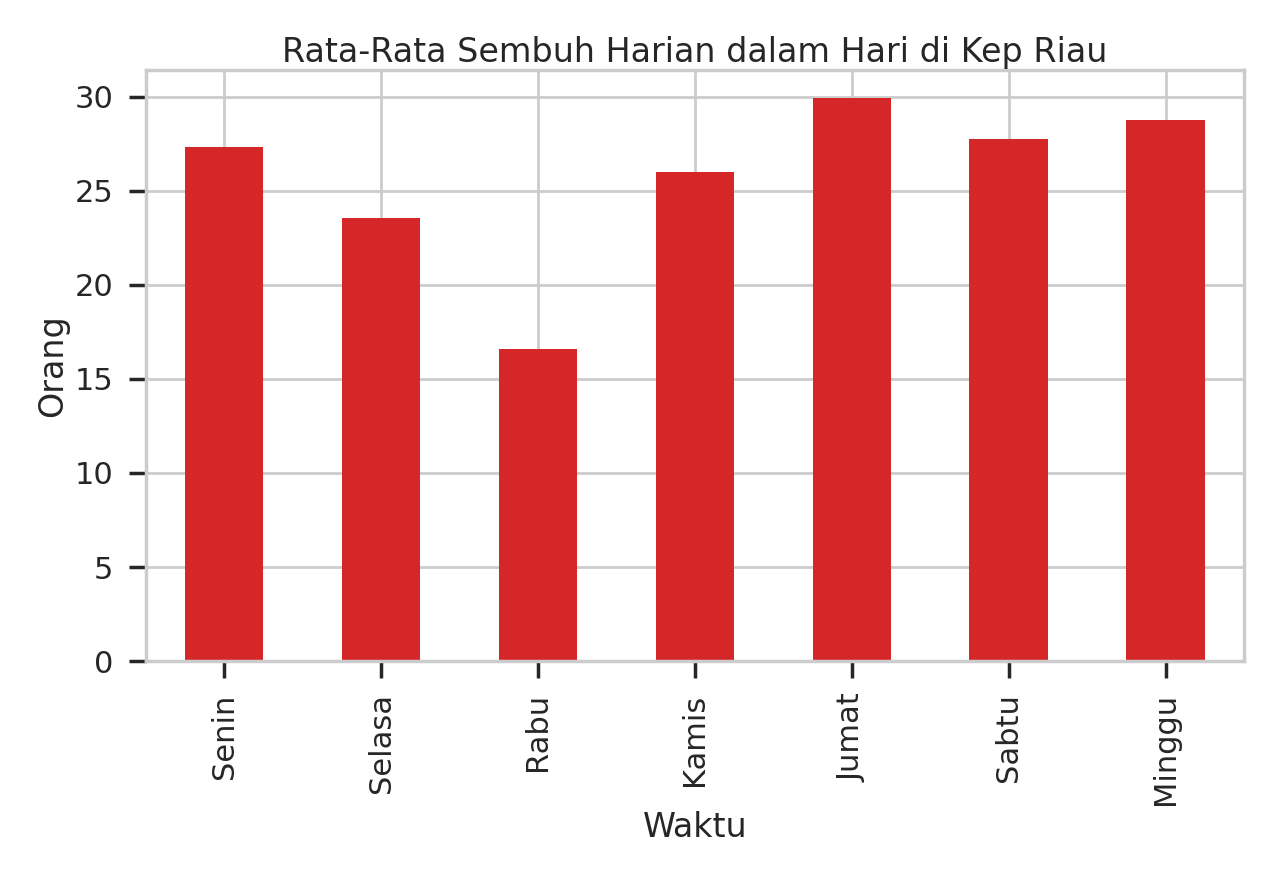 Rata-Rata Sembuh Harian dalam Hari di Kep Riau
30
25
20
15
10
5
0
Orang
Senin
Selasa
Rabu
Kamis
Jumat
Sabtu
Minggu
Waktu